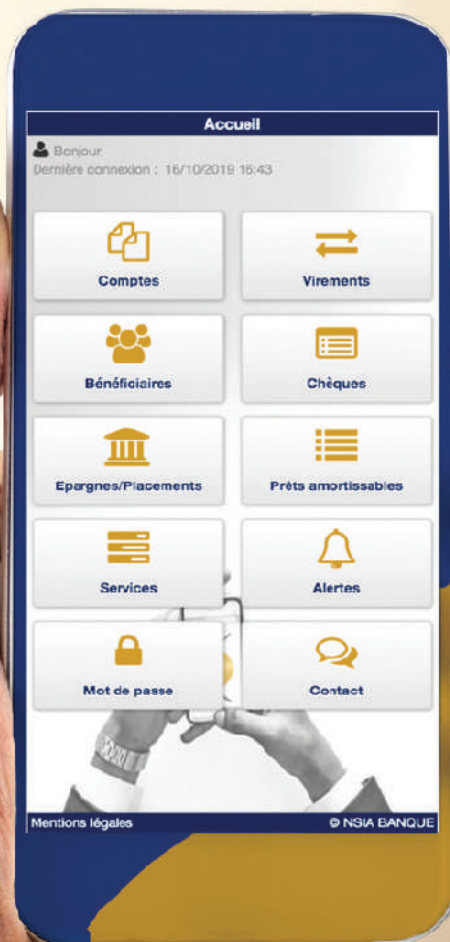 Accueil
Bonjour
Dernière connexion : 16/10/2019 15:43
Comptes
Virements
Bénéficiaires
Chèques
Epargnes/Placements
Prêts amortissables
Services
Alertes
Mot de passe
Contact
Mentions légales
© NSIA BANQUE